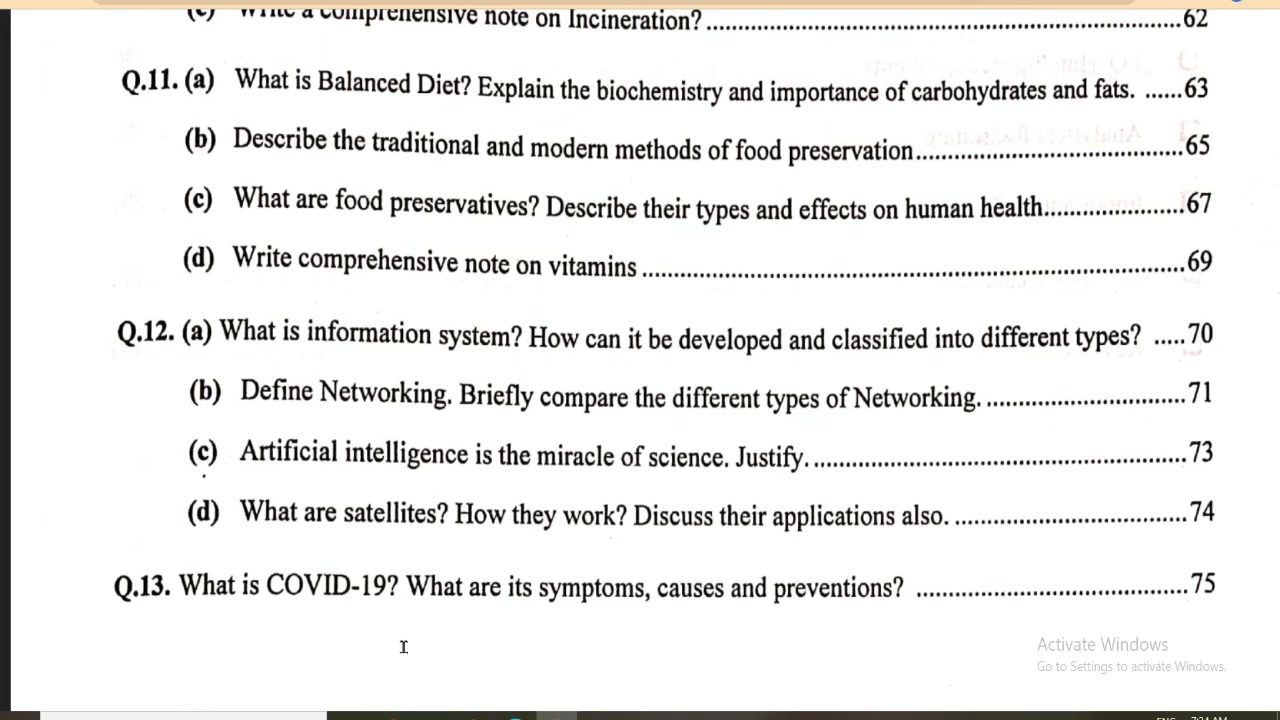 (c) Write a comprehensive note on Incineration? ........................................................................62
Q.11. (a) What is Balanced Diet? Explain the biochemistry and importance of carbohydrates and fats. ......63
(b) Describe the traditional and modern methods of food preservation..........................................65
(c) What are food preservatives? Describe their types and effects on human health......................67
(d) Write comprehensive note on vitamins ....................................................................................69
Q.12. (a) What is information system? How can it be developed and classified into different types? .....70
(b) Define Networking. Briefly compare the different types of Networking. ...............................71
(c) Artificial intelligence is the miracle of science. Justify. ...........................................................73
(d) What are satellites? How they work? Discuss their applications also. ....................................74
Q.13. What is COVID-19? What are its symptoms, causes and preventions? ..........................................75
Activate Windows
Go to Settings to activate Windows.
ENG 7:24 AM